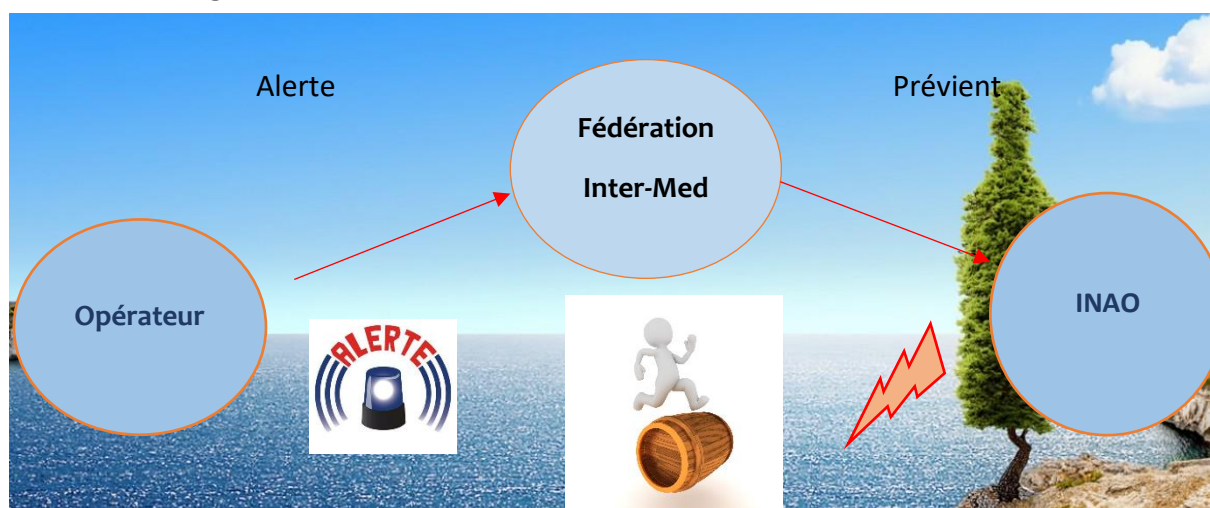 Alerte
Prévient
Fédération
Inter-Med
Opérateur
INAO
ALERTE